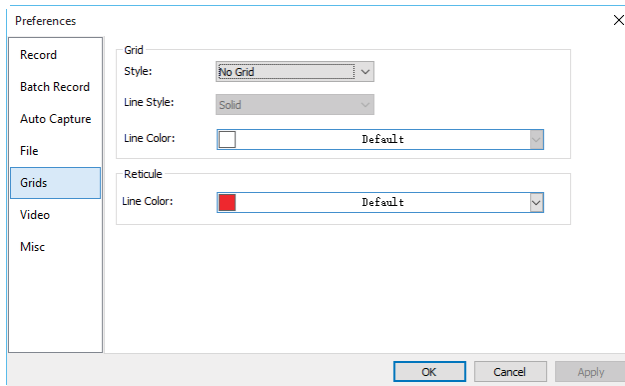 Preferences
Record
Batch Record
Auto Capture
File
Grids
Video
Misc
Grid
Style:
No Grid
Line Style:
Solid
Line Color:
Default
Reticule
Line Color:
Default
OK
Cancel
Apply